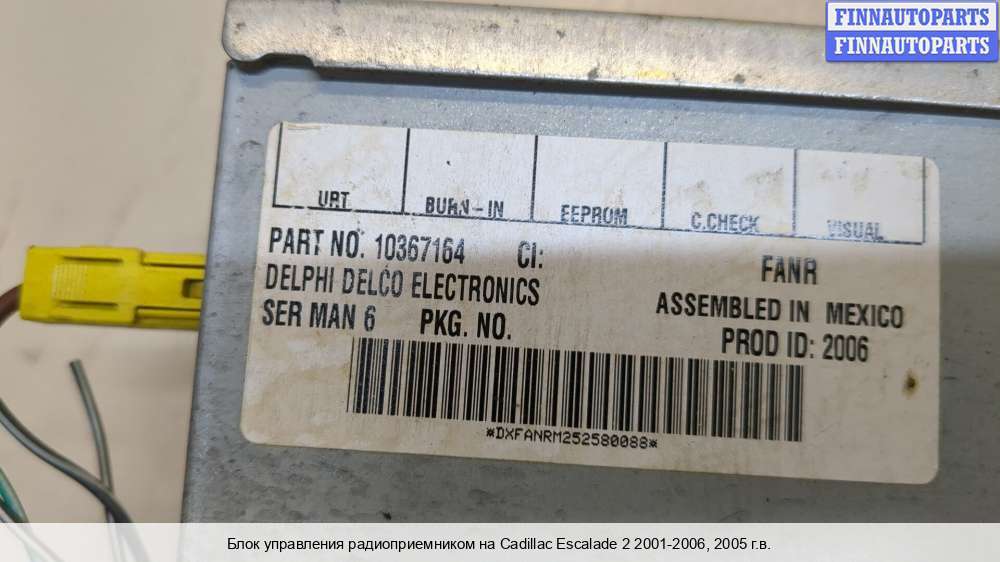 FINNAUTOPARTS
FINNAUTOPARTS
URT BURN-IN EEPROM C.CHECK VISUAL
PART NO. 10367164 CI: FANR
DELPHI DELCO ELECTRONICS ASSEMBLED IN MEXICO
SER MAN 6 PKG. NO. PROD ID: 2006
*DXFANRM252580088*
Блок управления радиоприемником на Cadillac Escalade 2 2001-2006, 2005 г.в.